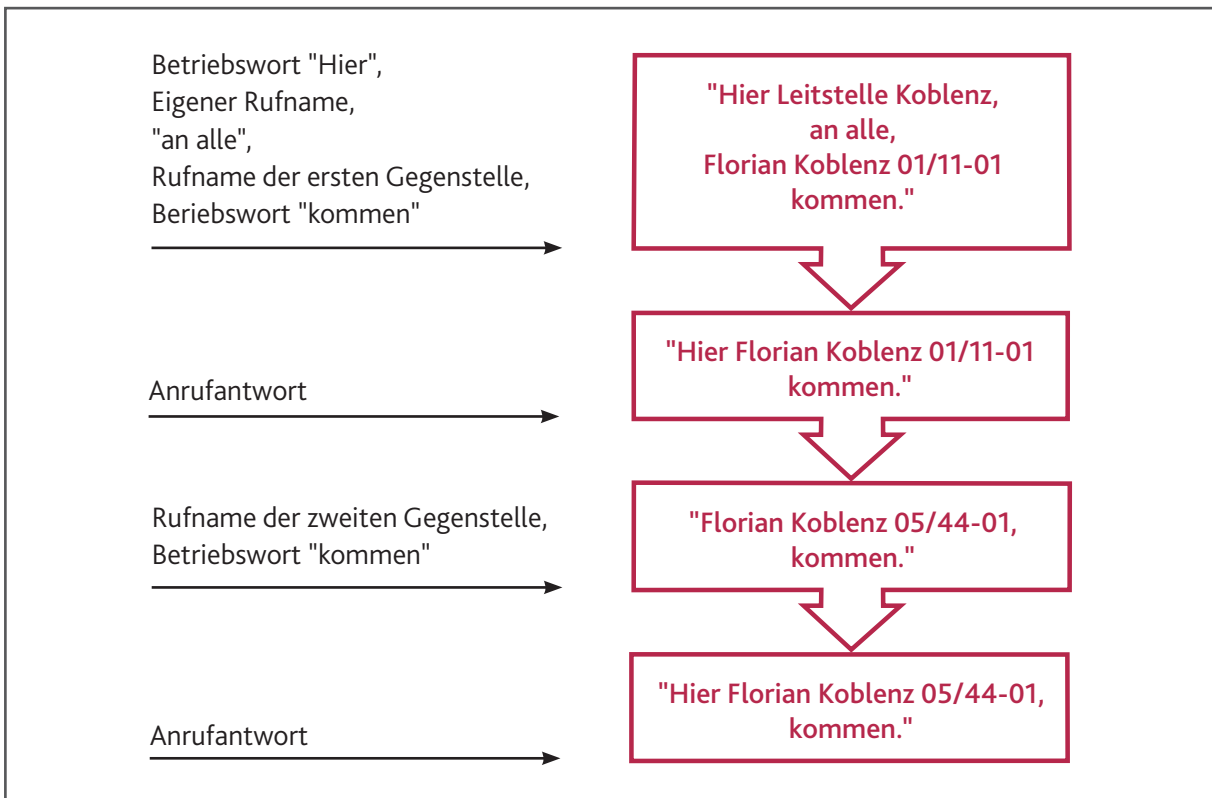 Betriebswort "Hier",
Eigener Rufname,
"an alle",
Rufname der ersten Gegenstelle,
Beriebswort "kommen"
"Hier Leitstelle Koblenz,
an alle,
Florian Koblenz 01/11-01
kommen."
Anrufantwort
"Hier Florian Koblenz 01/11-01
kommen."
Rufname der zweiten Gegenstelle,
Betriebswort "kommen"
"Florian Koblenz 05/44-01,
kommen."
Anrufantwort
"Hier Florian Koblenz 05/44-01,
kommen."